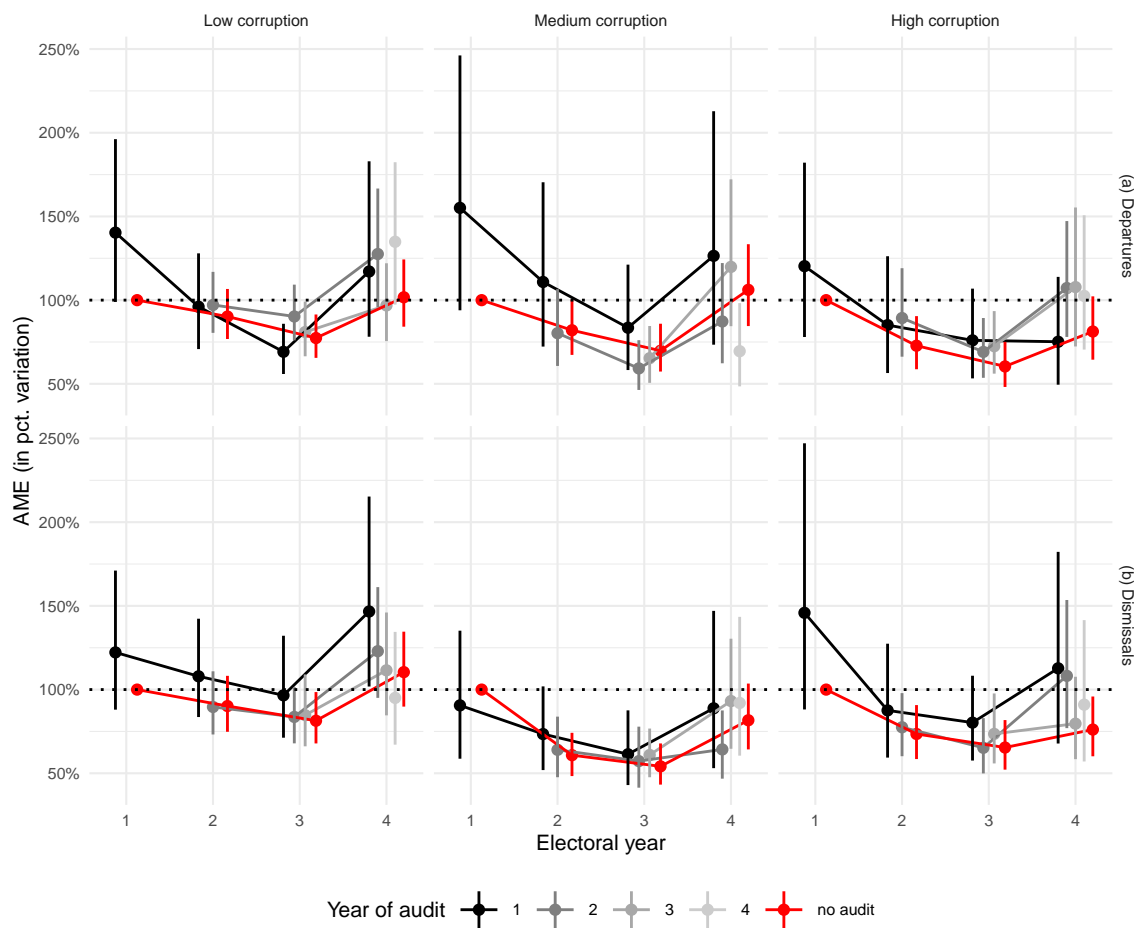 Low corruption
Medium corruption
High corruption
250%
200%
150%
100%
50%
(a) Departures
250%
200%
150%
100%
50%
(b) Dismissals
AME (in pct. variation)
1 2 3 4
1 2 3 4
1 2 3 4
Electoral year
Year of audit 1 2 3 4 no audit